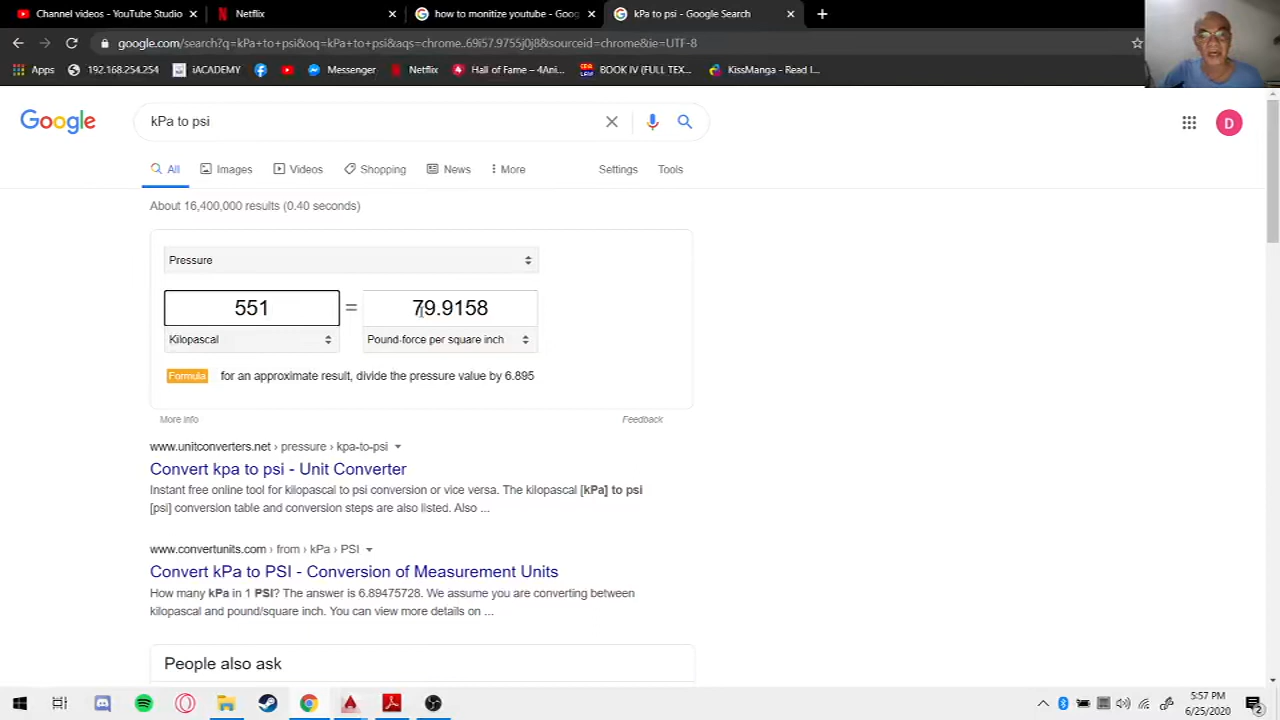 Channel videos - YouTube Studio
Netflix
how to monitize youtube - Goog
kPa to psi - Google Search
google.com/search?q=kPa+to+psi&oq=kPa+to+psi&aqs=chrome..69i57.9755j0j8&sourceid=chrome&ie=UTF-8
Apps
192.168.254.254
iACADEMY
Messenger
Netflix
Hall of Fame – 4Ani...
BOOK IV (FULL TEX...
KissManga - Read I...
Google
kPa to psi
D
All
Images
Videos
Shopping
News
More
Settings
Tools
About 16,400,000 results (0.40 seconds)
Pressure
551 = 79.9158
Kilopascal
Pound-force per square inch
Formula for an approximate result, divide the pressure value by 6.895
More info
Feedback
www.unitconverters.net › pressure › kpa-to-psi
Convert kpa to psi - Unit Converter
Instant free online tool for kilopascal to psi conversion or vice versa. The kilopascal [kPa] to psi
[psi] conversion table and conversion steps are also listed. Also ...
www.convertunits.com › from › kPa › PSI
Convert kPa to PSI - Conversion of Measurement Units
How many kPa in 1 PSI? The answer is 6.89475728. We assume you are converting between
kilopascal and pound/square inch. You can view more details on ...
People also ask
5:57 PM
6/25/2020
2